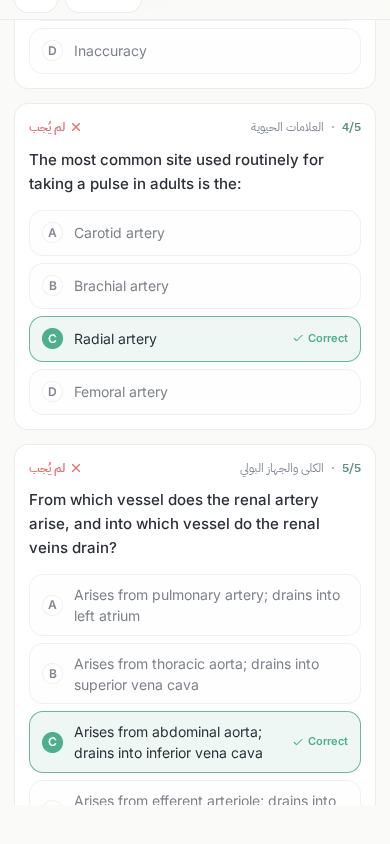 D Inaccuracy
4/5 · العلامات الحيوية
✕ لم يُجب
The most common site used routinely for
taking a pulse in adults is the:
A Carotid artery
B Brachial artery
C Radial artery ✓ Correct
D Femoral artery
5/5 · الكلى والجهاز البولي
✕ لم يُجب
From which vessel does the renal artery
arise, and into which vessel do the renal
veins drain?
A Arises from pulmonary artery; drains into
left atrium
B Arises from thoracic aorta; drains into
superior vena cava
C Arises from abdominal aorta;
drains into inferior vena cava ✓ Correct
Arises from efferent arteriole; drains into